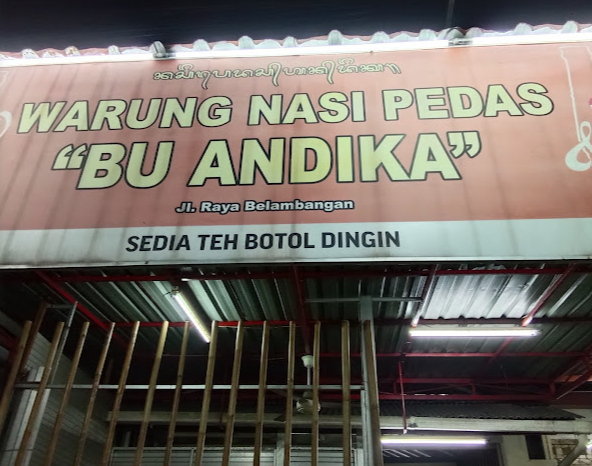 WARUNG NASI PEDAS
“BU ANDIKA”
Jl. Raya Belambangan
SEDIA TEH BOTOL DINGIN